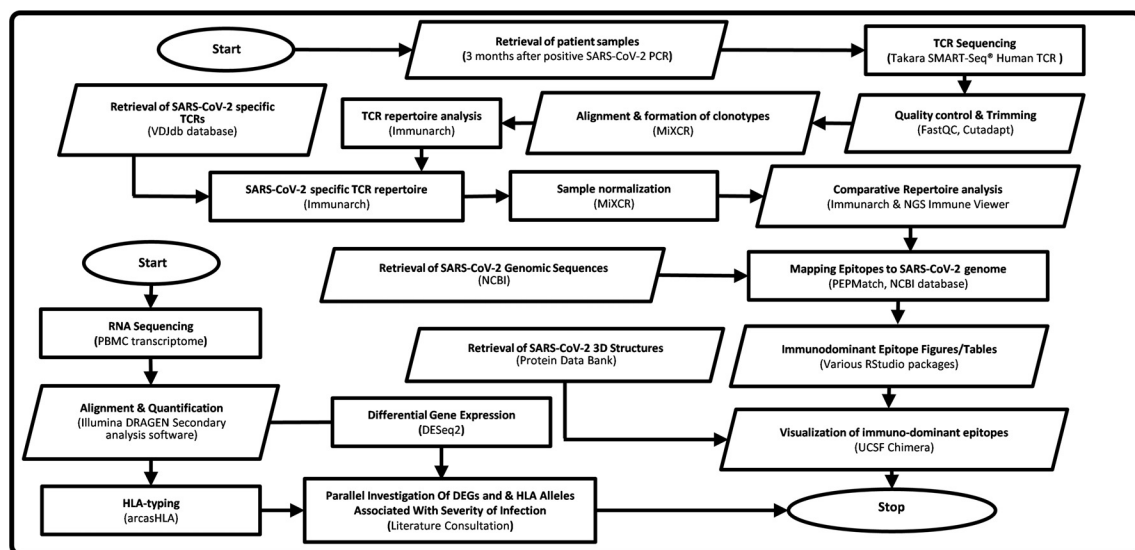 Start
Retrieval of patient samples
(3 months after positive SARS-CoV-2 PCR)
TCR Sequencing
(Takara SMART-Seq® Human TCR )
Retrieval of SARS-CoV-2 specific
TCRs
(VDJdb database)
TCR repertoire analysis
(Immunarch)
Alignment & formation of clonotypes
(MiXCR)
Quality control & Trimming
(FastQC, Cutadapt)
SARS-CoV-2 specific TCR repertoire
(Immunarch)
Sample normalization
(MiXCR)
Comparative Repertoire analysis
(Immunarch & NGS Immune Viewer
Start
Retrieval of SARS-CoV-2 Genomic Sequences
(NCBI)
Mapping Epitopes to SARS-CoV-2 genome
(PEPMatch, NCBI database)
RNA Sequencing
(PBMC transcriptome)
Retrieval of SARS-CoV-2 3D Structures
(Protein Data Bank)
Immunodominant Epitope Figures/Tables
(Various RStudio packages)
Alignment & Quantification
(Illumina DRAGEN Secondary
analysis software)
Differential Gene Expression
(DESeq2)
Visualization of immuno-dominant epitopes
(UCSF Chimera)
HLA-typing
(arcasHLA)
Parallel Investigation Of DEGs and & HLA Alleles
Associated With Severity of Infection
(Literature Consultation)
Stop